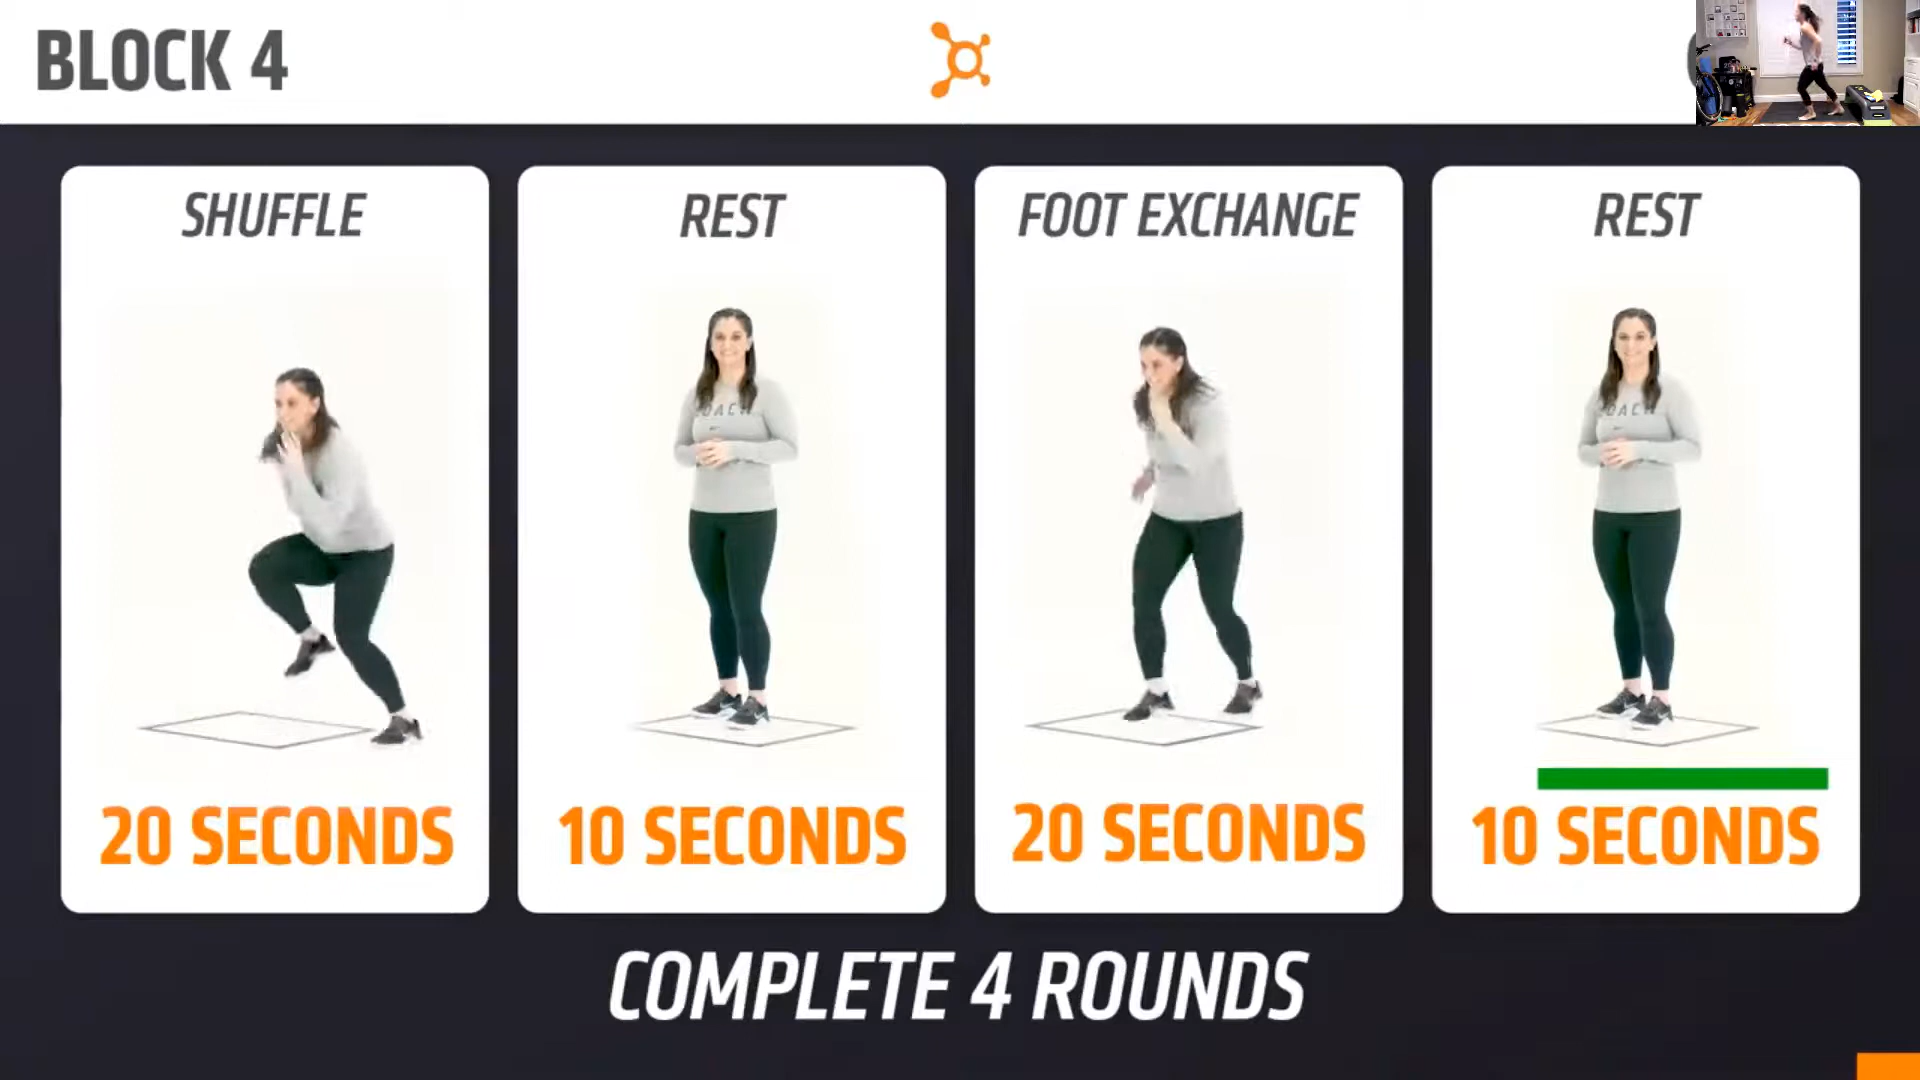 BLOCK 4
SHUFFLE
REST
FOOT EXCHANGE
REST
20 SECONDS
10 SECONDS
20 SECONDS
10 SECONDS
COMPLETE 4 ROUNDS